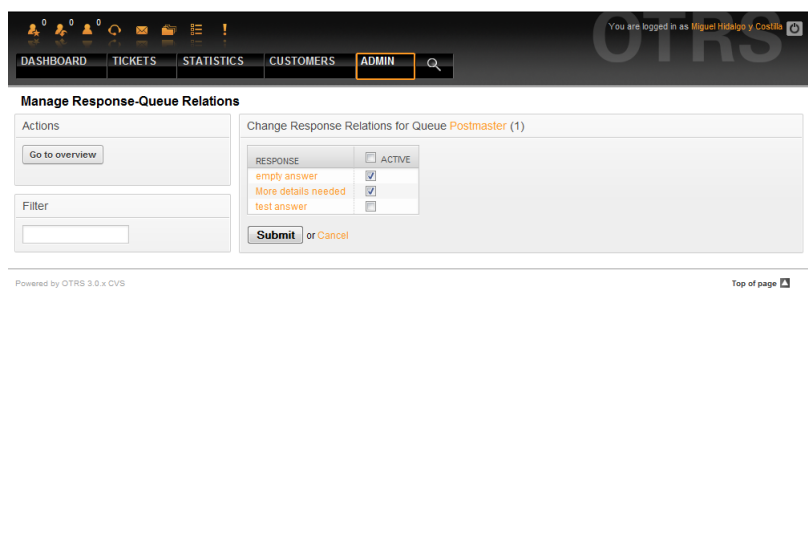 0 0 0
You are logged in as Miguel Hidalgo y Costilla
OTRS
DASHBOARD TICKETS STATISTICS CUSTOMERS ADMIN
Manage Response-Queue Relations
Actions
Go to overview
Filter
Change Response Relations for Queue Postmaster (1)
RESPONSE ACTIVE
empty answer
More details needed
test answer
Submit or Cancel
Powered by OTRS 3.0.x CVS
Top of page